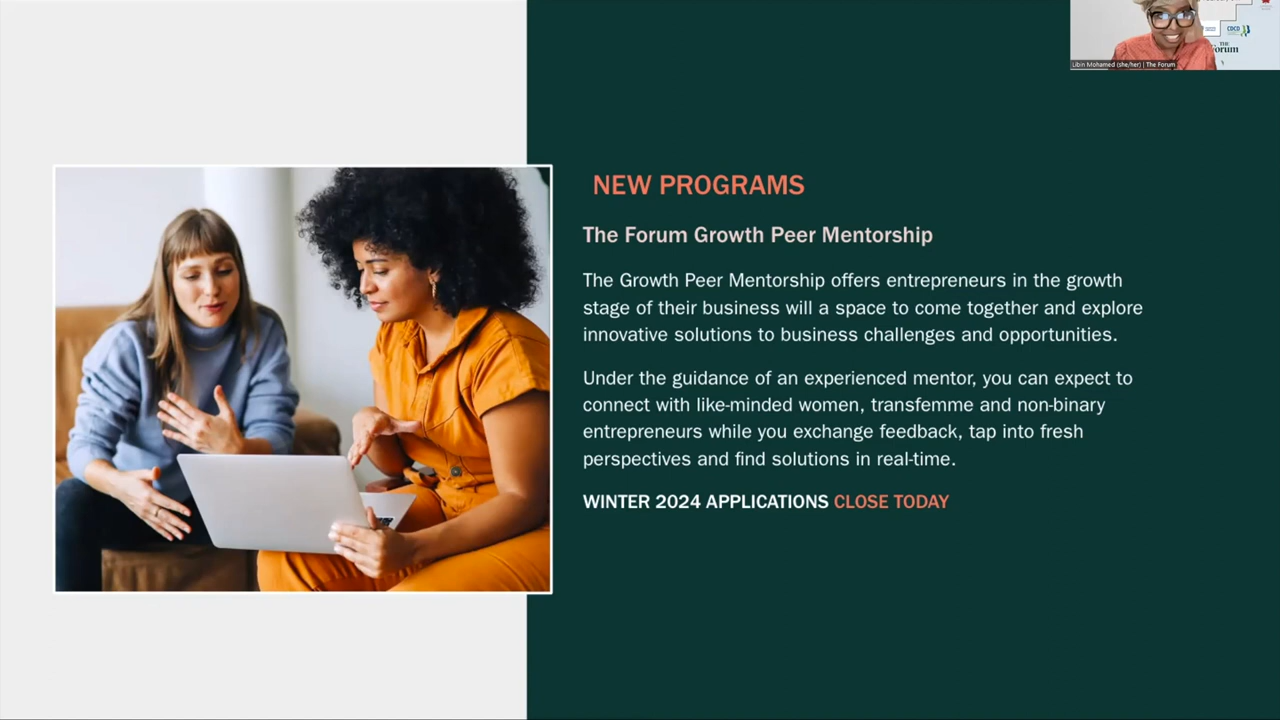 NEW PROGRAMS
The Forum Growth Peer Mentorship
The Growth Peer Mentorship offers entrepreneurs in the growth
stage of their business will a space to come together and explore
innovative solutions to business challenges and opportunities.
Under the guidance of an experienced mentor, you can expect to
connect with like-minded women, transfemme and non-binary
entrepreneurs while you exchange feedback, tap into fresh
perspectives and find solutions in real-time.
WINTER 2024 APPLICATIONS CLOSE TODAY
CDCO
THE
Forum
Libin Mohamed (she/her) | The Forum